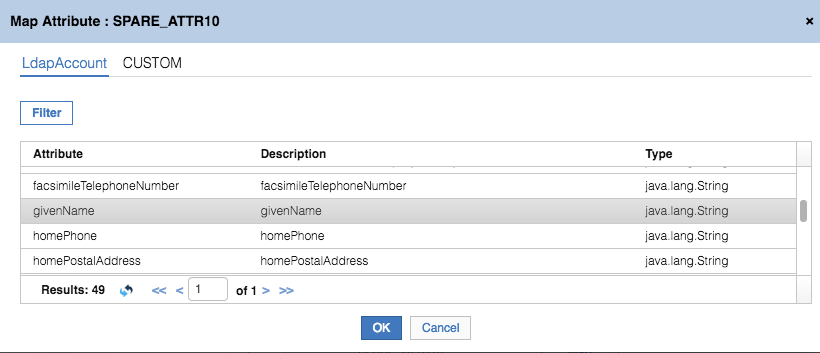 Map Attribute : SPARE_ATTR10 ×
LdapAccount CUSTOM
Filter
Attribute Description Type
facsimileTelephoneNumber facsimileTelephoneNumber java.lang.String
givenName givenName java.lang.String
homePhone homePhone java.lang.String
homePostalAddress homePostalAddress java.lang.String
Results: 49 << < 1 of 1 > >>
OK Cancel